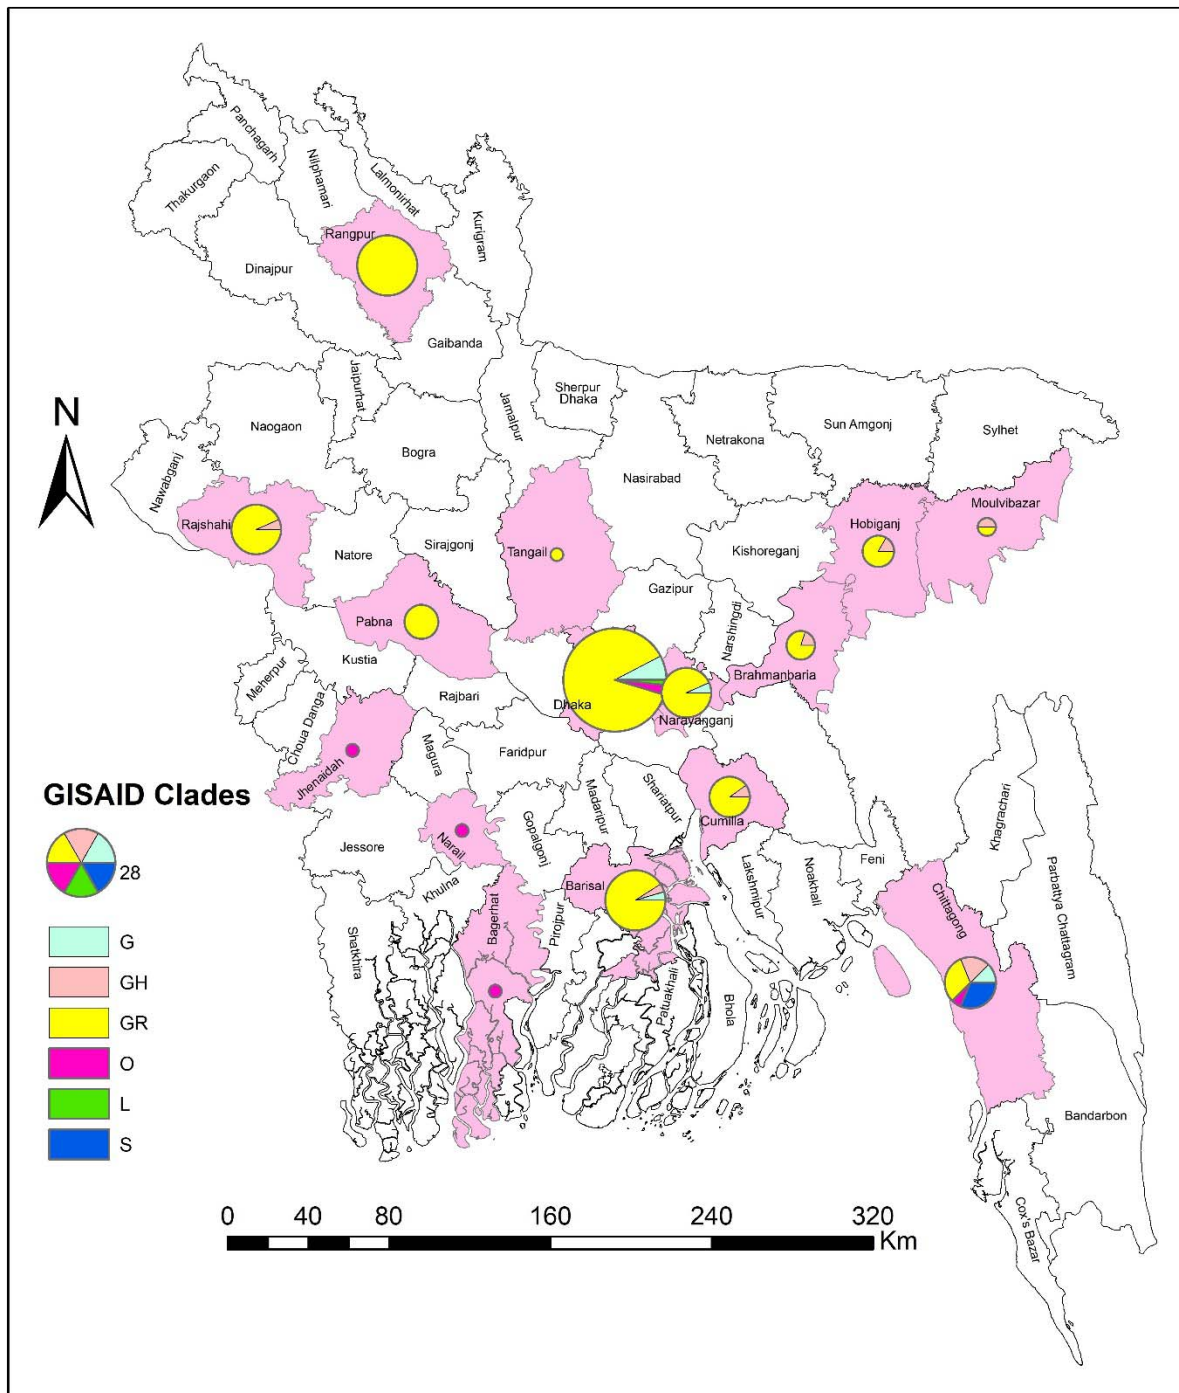 Panchagarh
Thakurgaon
Nilphamari
Lalmonirhat
Kurigram
Rangpur
Dinajpur
Gaibanda
Jaipurhat
Jamalpur
Sherpur
Dhaka
Naogaon
Bogra
Nasirabad
Netrakona
Sun Amgonj
Sylhet
N
Nawabganj
Rajshahi
Natore
Sirajgonj
Tangail
Kishoreganj
Hobiganj
Moulvibazar
Gazipur
Narshingdi
Pabna
Kustia
Meherpur
Choua Danga
Rajbari
Dhaka
Narayanganj
Brahmanbaria
Jhenaidah
Magura
Faridpur
Madaripur
Shariatpur
Cumilla
GISAID Clades
28
G
GH
GR
O
L
S
Jessore
Narail
Gopalgonj
Khulna
Barisal
Shatkhira
Bagerhat
Pirojpur
Patuakhali
Bhola
Lakshmipur
Noakhali
Feni
Khagrachari
Parbattya Chattagram
Chittagong
Bandarbon
Cox's Bazar
0 40 80 160 240 320
Km